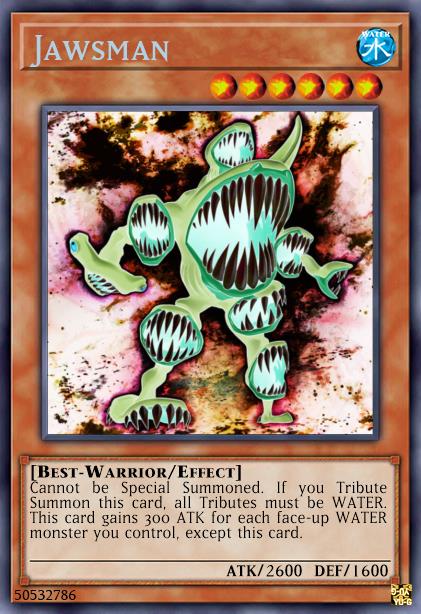 Jawsman
WATER
水
[Best-Warrior/Effect]
Cannot be Special Summoned. If you Tribute
Summon this card, all Tributes must be WATER.
This card gains 300 ATK for each face-up WATER
monster you control, except this card.
ATK/2600 DEF/1600
50532786